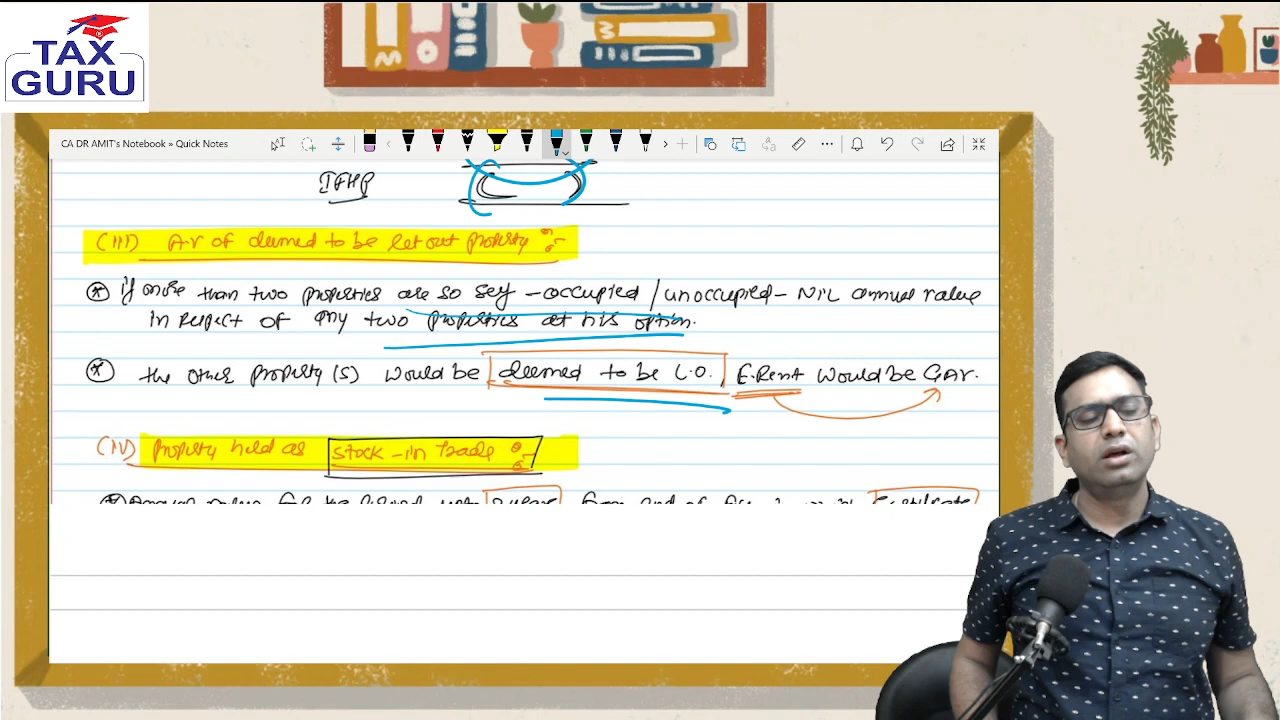 TAX
GURU
CA DR AMIT's Notebook » Quick Notes
IFHP
(III) A.V of deemed to be let out property :-
* If more than two properties are so self-occupied / unoccupied - NIL annual value
in respect of any two properties at his option.
* the other property(s) would be deemed to be L.O., E.Rent would be GAV.
(IV) Property held as stock-in trade :-